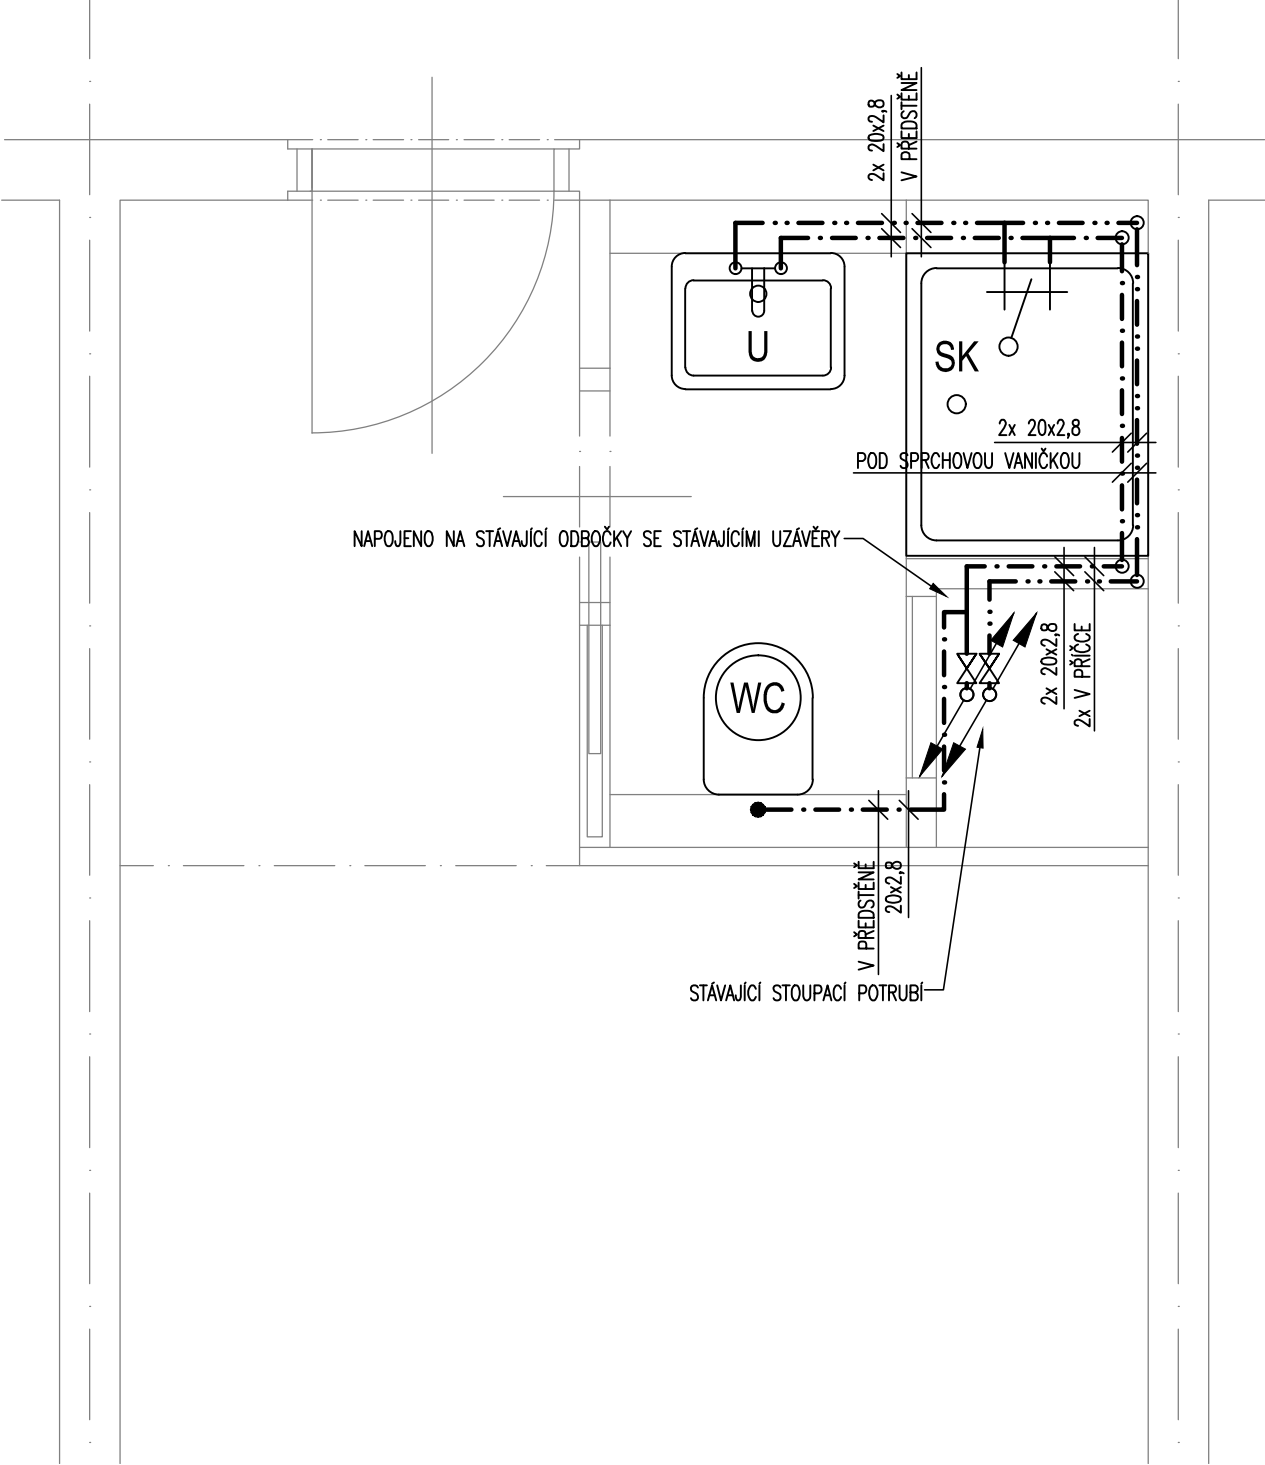 2x 20x2,8
V PŘEDSTĚNĚ
U
SK
2x 20x2,8
POD SPRCHOVOU VANIČKOU
NAPOJENO NA STÁVAJÍCÍ ODBOČKY SE STÁVAJÍCÍMI UZÁVĚRY
2x 20x2,8
2x V PŘÍČCE
WC
V PŘEDSTĚNĚ
20x2,8
STÁVAJÍCÍ STOUPACÍ POTRUBÍ